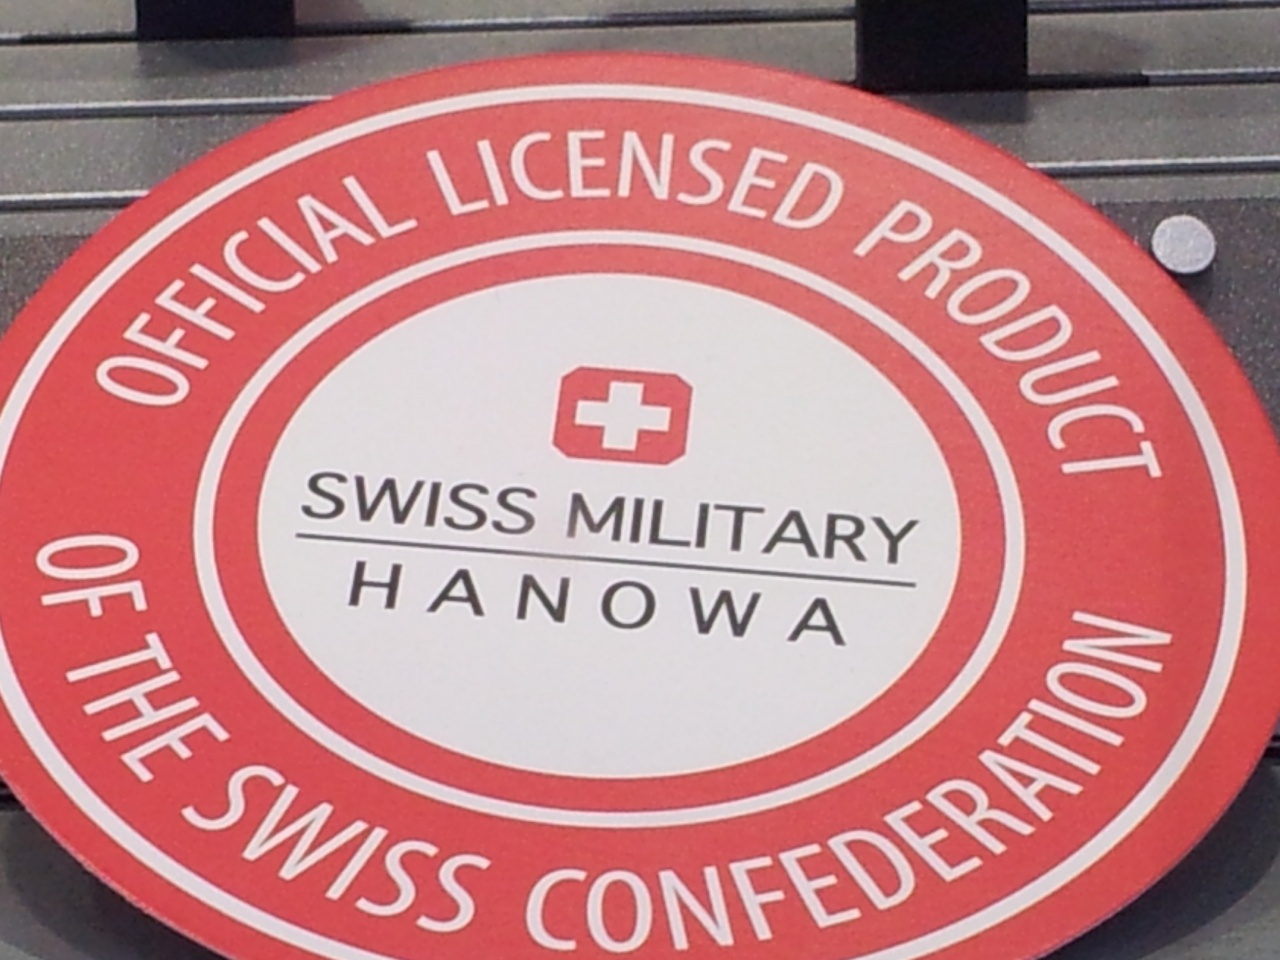 OFFICIAL LICENSED PRODUCT
SWISS MILITARY
HANOWA
OF THE SWISS CONFEDERATION